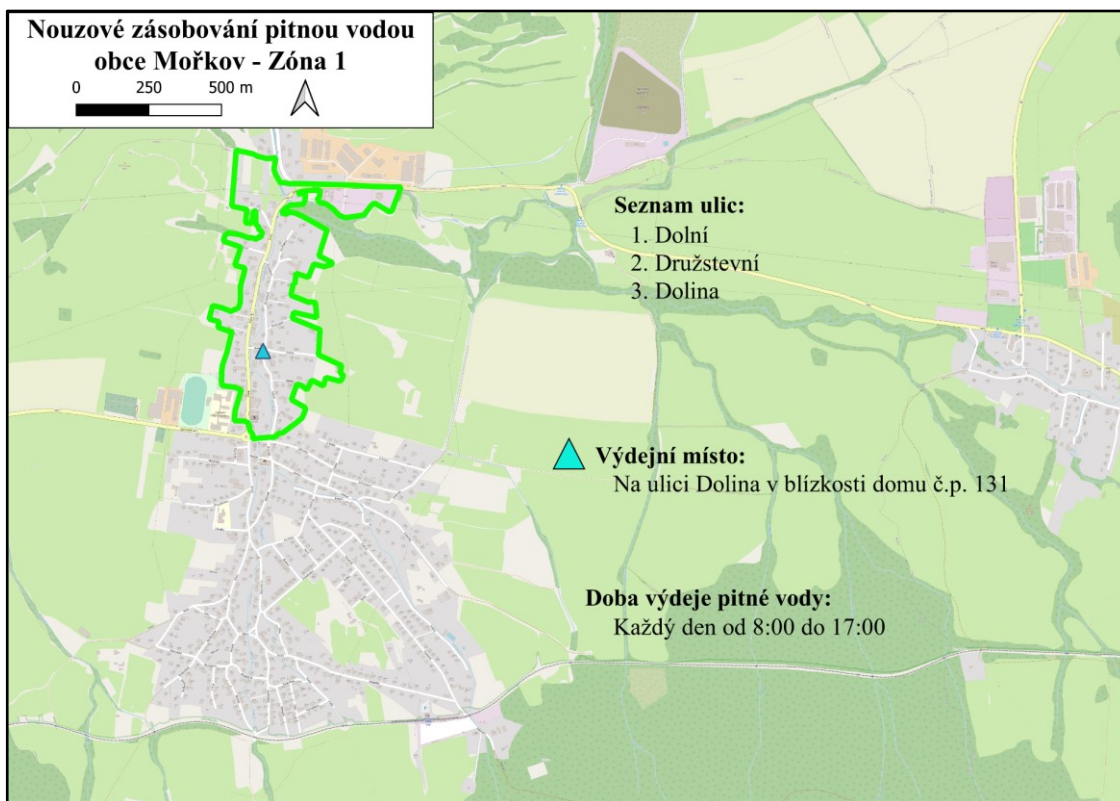 Nouzové zásobování pitnou vodou
obce Mořkov - Zóna 1
0 250 500 m
Seznam ulic:
1. Dolní
2. Družstevní
3. Dolina
Výdejní místo:
Na ulici Dolina v blízkosti domu č.p. 131
Doba výdeje pitné vody:
Každý den od 8:00 do 17:00